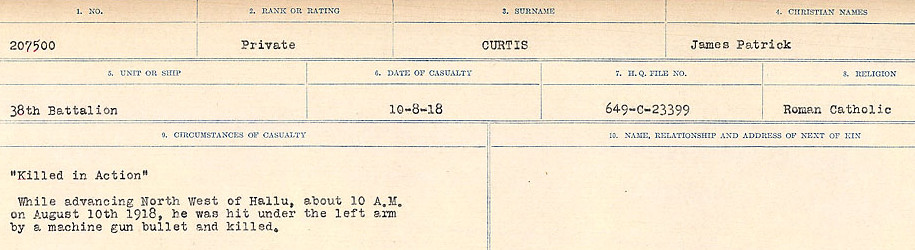 1. NO. 2. RANK OR RATING 3. SURNAME 4. CHRISTIAN NAMES
207500 Private CURTIS James Patrick
5. UNIT OR SHIP 6. DATE OF CASUALTY 7. H.Q. FILE NO. 8. RELIGION
38th Battalion 10-8-18 649-C-23399 Roman Catholic
9. CIRCUMSTANCES OF CASUALTY 10. NAME, RELATIONSHIP AND ADDRESS OF NEXT OF KIN
"Killed in Action"
While advancing North West of Hallu, about 10 A.M.
on August 10th 1918, he was hit under the left arm
by a machine gun bullet and killed.